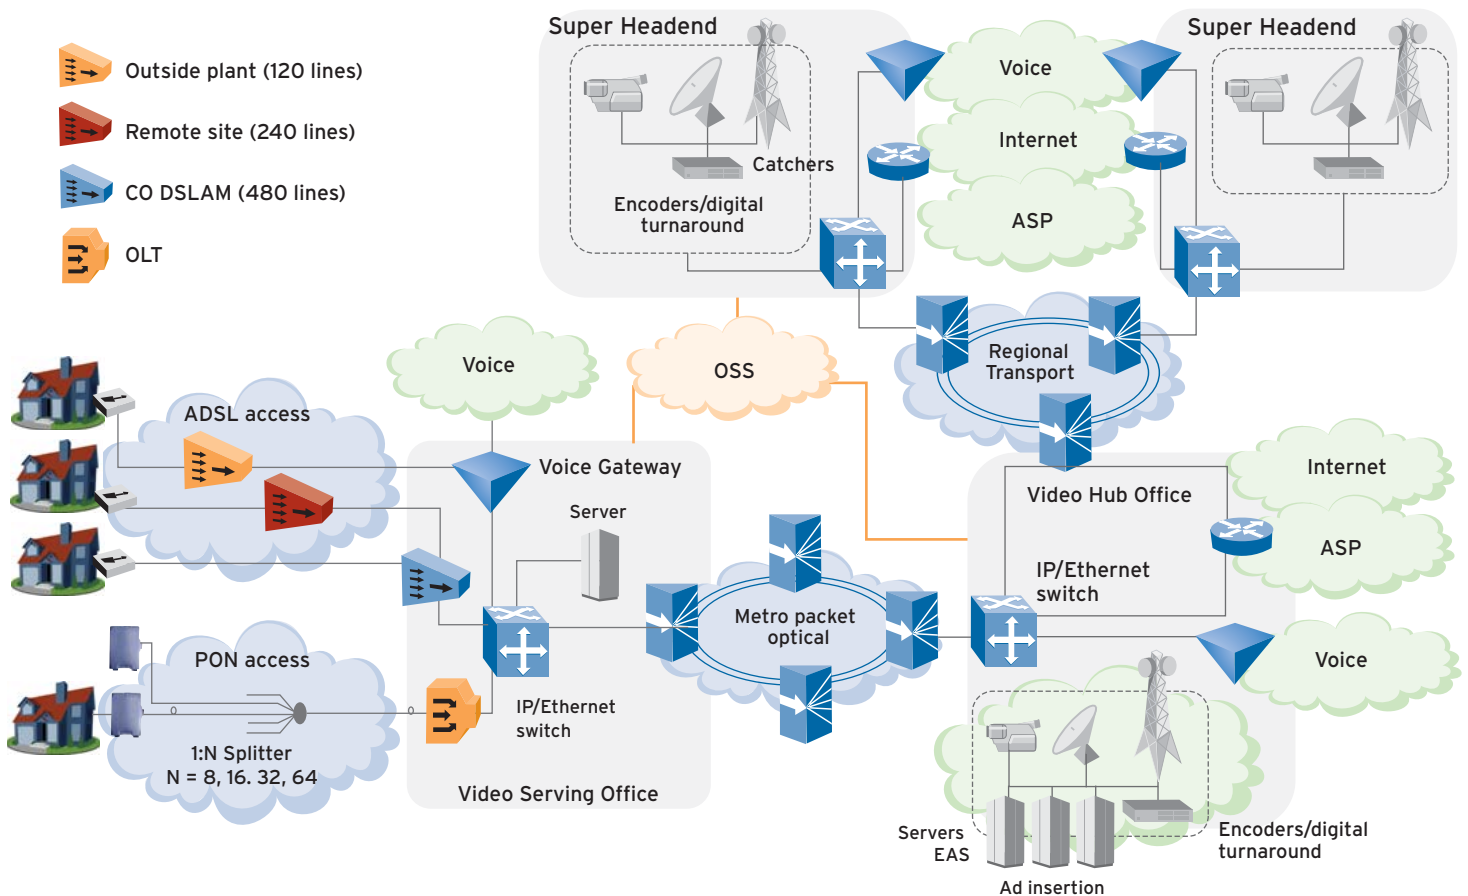 Super Headend
Super Headend
Outside plant (120 lines)
Remote site (240 lines)
CO DSLAM (480 lines)
OLT
Voice
Internet
ASP
Catchers
Encoders/digital
turnaround
Regional
Transport
Voice
OSS
ADSL access
Voice Gateway
Server
Video Hub Office
Internet
ASP
IP/Ethernet
switch
Metro packet
optical
Voice
PON access
1:N Splitter
N = 8, 16. 32, 64
IP/Ethernet
switch
Video Serving Office
Servers
EAS
Encoders/digital
turnaround
Ad insertion